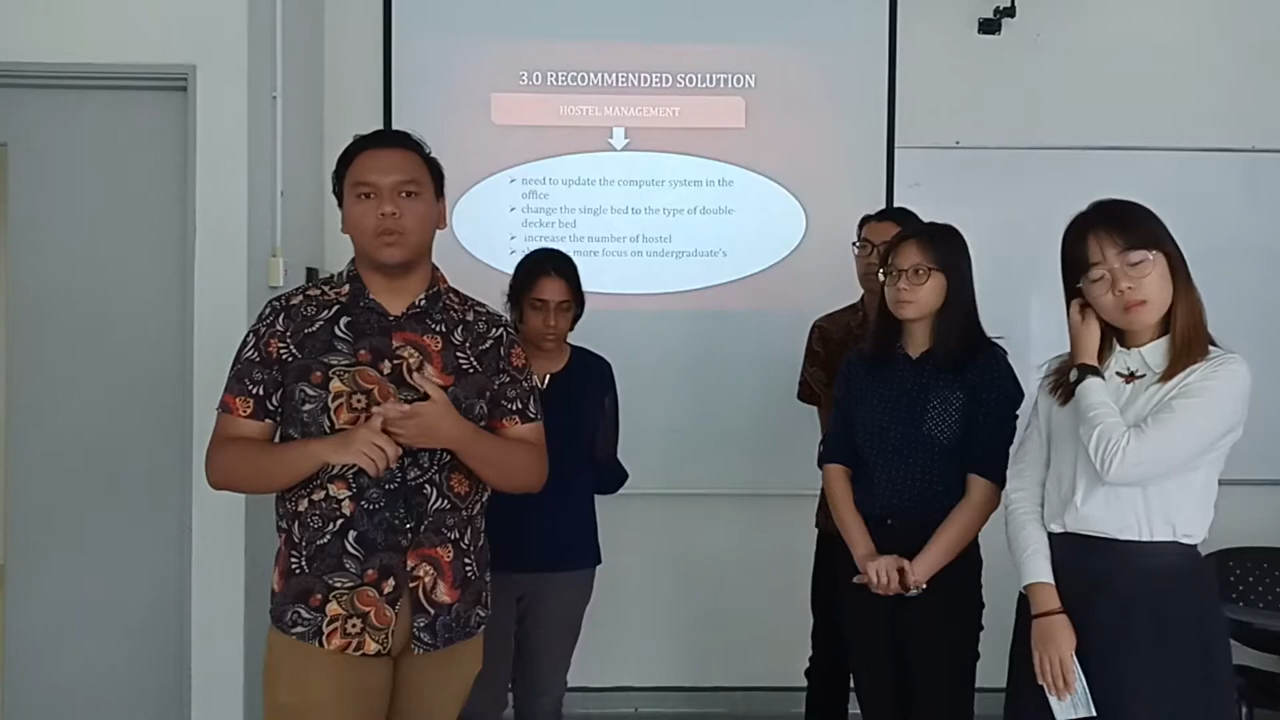 3.0 RECOMMENDED SOLUTION
HOSTEL MANAGEMENT
➢ need to update the computer system in the
office
➢ change the single bed to the type of double-
decker bed
➢ increase the number of hostel
➢ more focus on undergraduate's